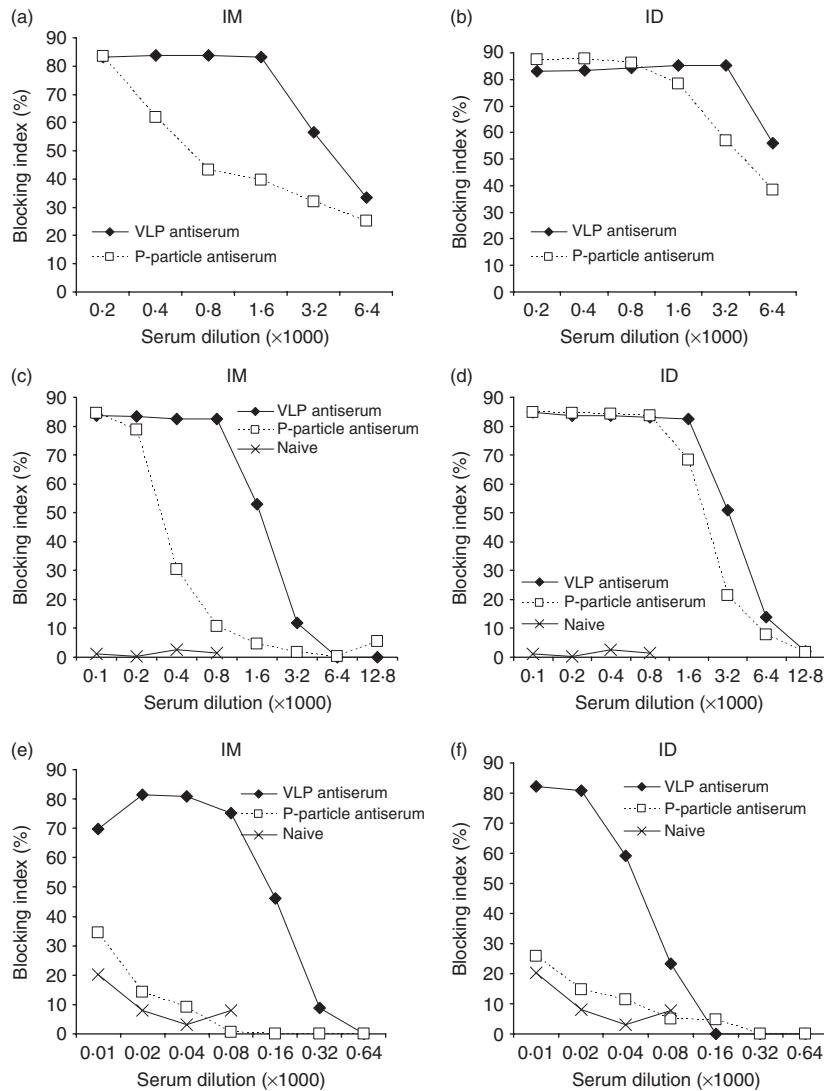 (a) IM
90
80
70
60
50
40
30
20
10
0
Blocking index (%)
VLP antiserum
P-particle antiserum
0·2 0·4 0·8 1·6 3·2 6·4
Serum dilution (×1000)
(b) ID
90
80
70
60
50
40
30
20
10
0
Blocking index (%)
VLP antiserum
P-particle antiserum
0·2 0·4 0·8 1·6 3·2 6·4
Serum dilution (×1000)
(c) IM
90
80
70
60
50
40
30
20
10
0
Blocking index (%)
VLP antiserum
P-particle antiserum
Naive
0·1 0·2 0·4 0·8 1·6 3·2 6·4 12·8
Serum dilution (×1000)
(d) ID
90
80
70
60
50
40
30
20
10
0
Blocking index (%)
VLP antiserum
P-particle antiserum
Naive
0·1 0·2 0·4 0·8 1·6 3·2 6·4 12·8
Serum dilution (×1000)
(e) IM
90
80
70
60
50
40
30
20
10
0
Blocking index (%)
VLP antiserum
P-particle antiserum
Naive
0·01 0·02 0·04 0·08 0·16 0·32 0·64
Serum dilution (×1000)
(f) ID
90
80
70
60
50
40
30
20
10
0
Blocking index (%)
VLP antiserum
P-particle antiserum
Naive
0·01 0·02 0·04 0·08 0·16 0·32 0·64
Serum dilution (×1000)